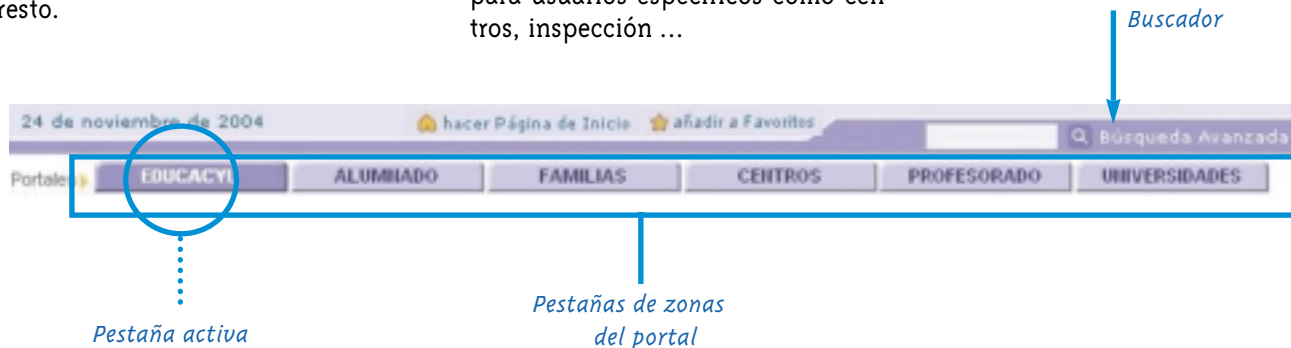 resto.
para usuarios específicos como cen-
tros, inspección ...
Buscador
24 de noviembre de 2004 hacer Página de Inicio añadir a Favoritos
Búsqueda Avanzada
Portales EDUCACYL ALUMNADO FAMILIAS CENTROS PROFESORADO UNIVERSIDADES
Pestaña activa
Pestañas de zonas
del portal